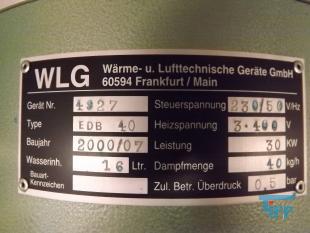 WLG Wärme- u. Lufttechnische Geräte GmbH
60594 Frankfurt / Main
Gerät Nr. 4927 Steuerspannung 230/50 V/Hz
Type EDB 40 Heizspannung 3·400 V
Baujahr 2000/07 Leistung 30 KW
Wasserinh. 16 Ltr. Dampfmenge 40 kg/h
Bauart-
Kennzeichen Zul. Betr. Überdruck 0,5 bar